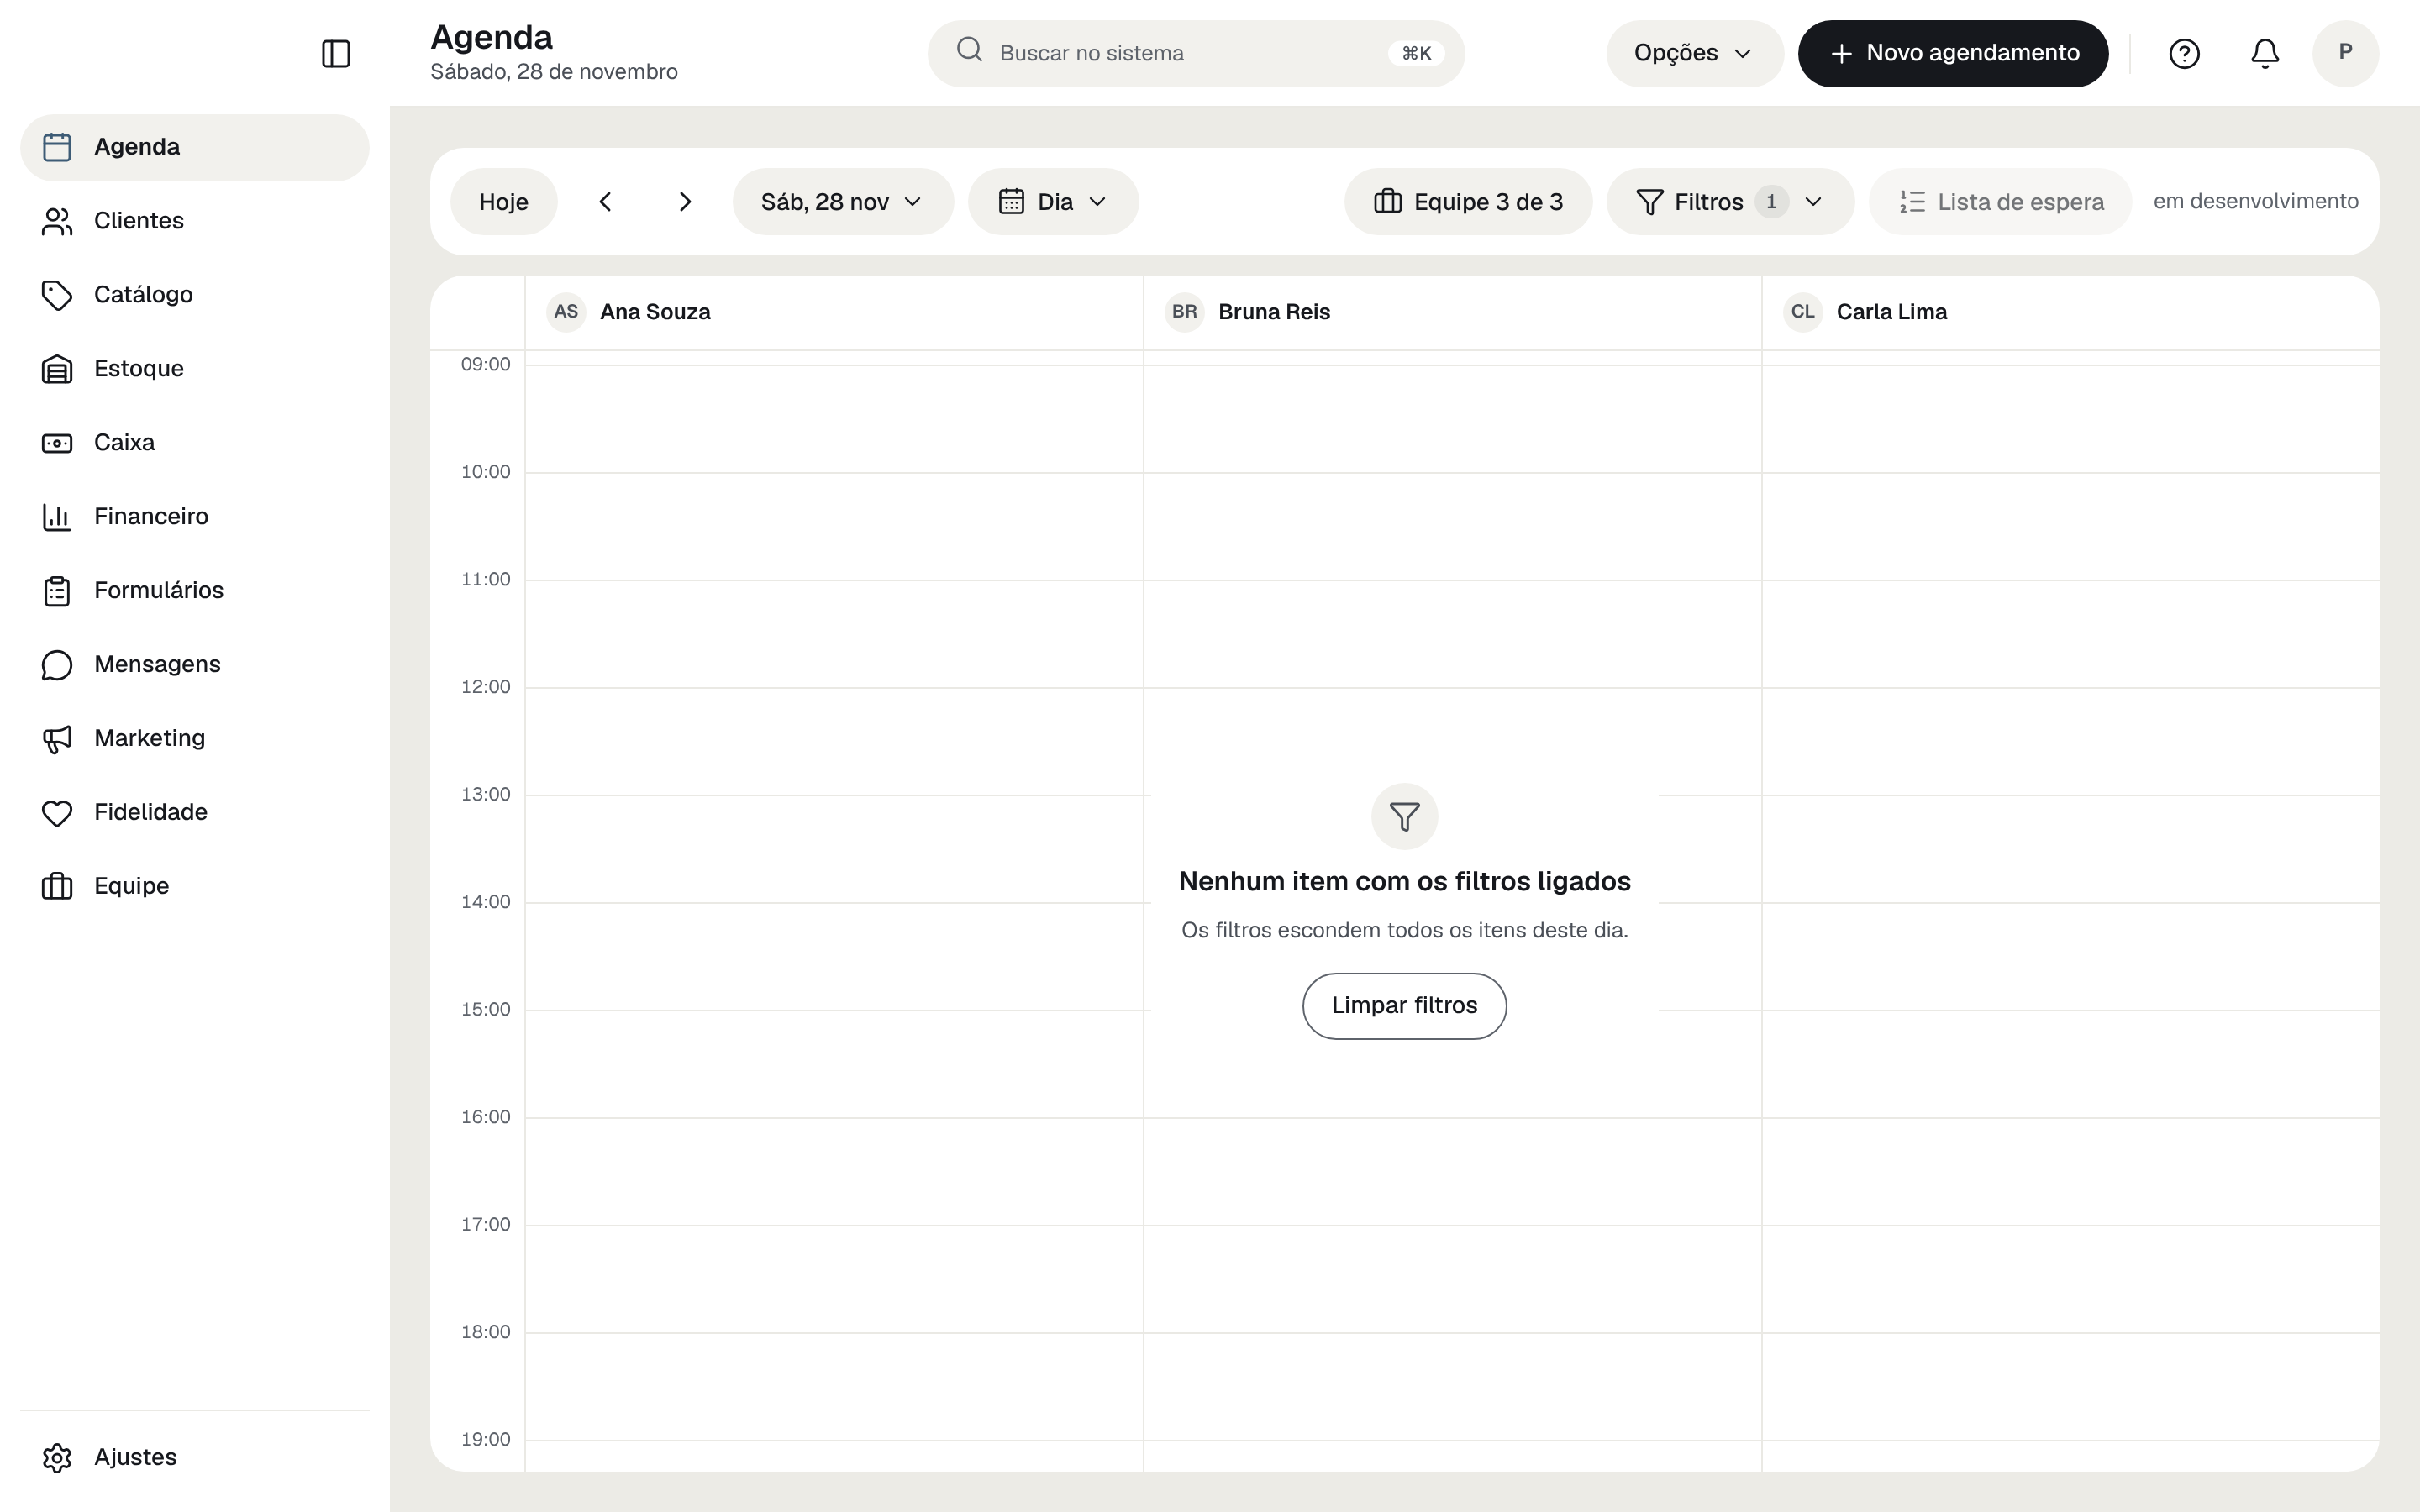 Agenda
Sábado, 28 de novembro
Buscar no sistema
⌘K
Opções
Novo agendamento
P
Agenda
Clientes
Catálogo
Estoque
Caixa
Financeiro
Formulários
Mensagens
Marketing
Fidelidade
Equipe
Ajustes
Hoje
Sáb, 28 nov
Dia
Equipe 3 de 3
Filtros 1
Lista de espera
em desenvolvimento
AS Ana Souza
BR Bruna Reis
CL Carla Lima
09:00
10:00
11:00
12:00
13:00
14:00
15:00
16:00
17:00
18:00
19:00
Nenhum item com os filtros ligados
Os filtros escondem todos os itens deste dia.
Limpar filtros